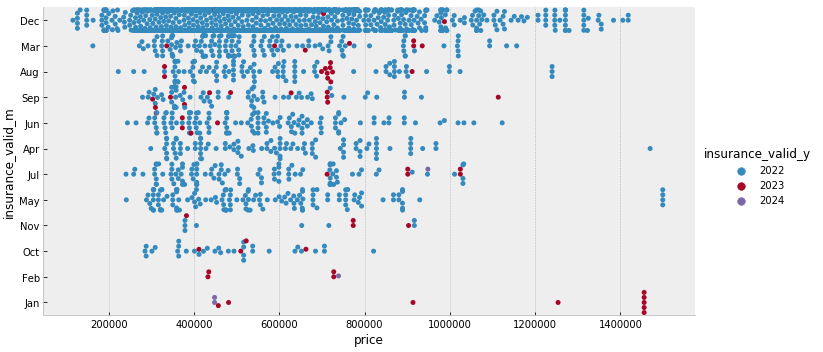 insurance_valid_m
Dec
Mar
Aug
Sep
Jun
Apr
Jul
May
Nov
Oct
Feb
Jan
200000 400000 600000 800000 1000000 1200000 1400000
price
insurance_valid_y
2022
2023
2024